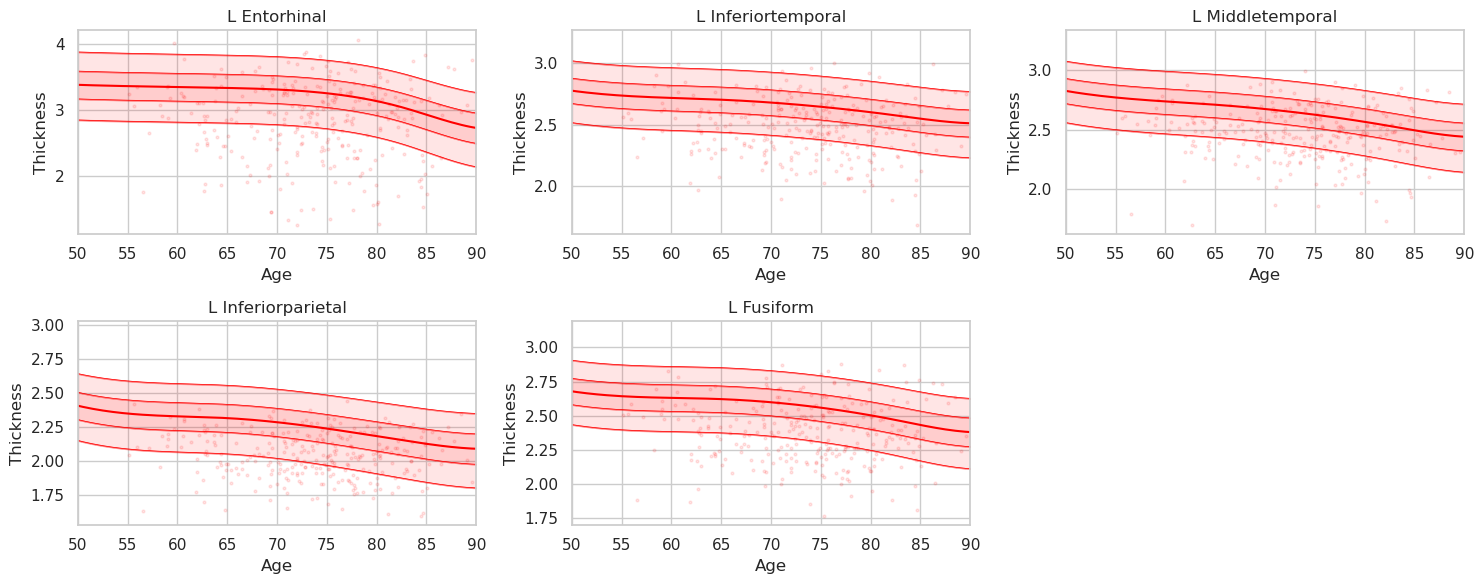 L Entorhinal
4
3
2
Thickness
50 55 60 65 70 75 80 85 90
Age
L Inferiortemporal
3.0
2.5
2.0
Thickness
50 55 60 65 70 75 80 85 90
Age
L Middletemporal
3.0
2.5
2.0
Thickness
50 55 60 65 70 75 80 85 90
Age
L Inferiorparietal
3.00
2.75
2.50
2.25
2.00
1.75
Thickness
50 55 60 65 70 75 80 85 90
Age
L Fusiform
3.00
2.75
2.50
2.25
2.00
1.75
Thickness
50 55 60 65 70 75 80 85 90
Age